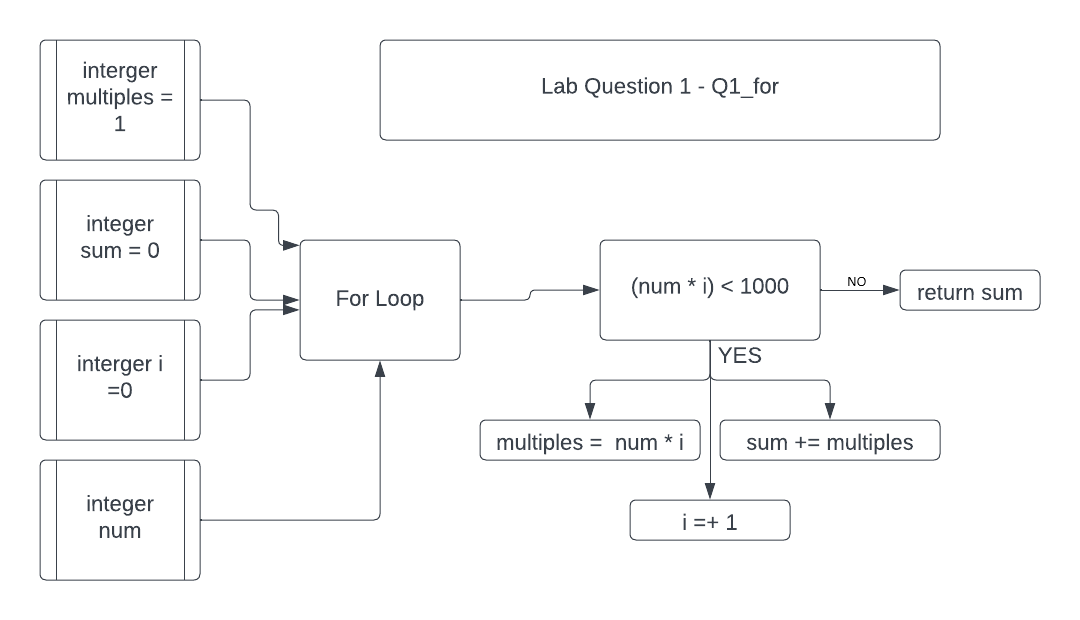 interger
multiples =
1
Lab Question 1 - Q1_for
integer
sum = 0
For Loop
(num * i) < 1000
NO
return sum
interger i
=0
YES
multiples =  num * i
sum += multiples
integer
num
i =+ 1